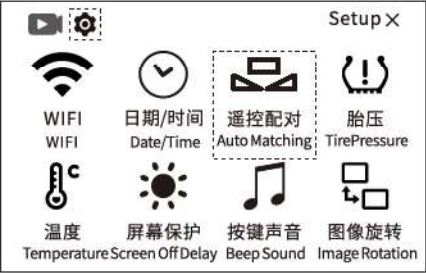 Setup ×
WIFI 日期/时间 遥控配对 胎压
WIFI Date/Time Auto Matching TirePressure
°C
温度 屏幕保护 按键声音 图像旋转
Temperature Screen Off Delay Beep Sound Image Rotation